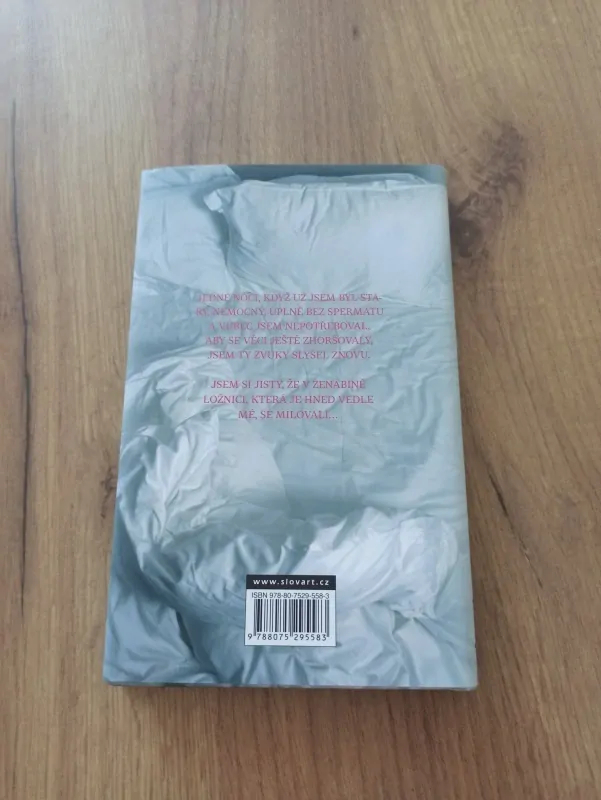 JEDNÉ NOCI, KDYŽ UŽ JSEM BYL STA-
RÝ, NEMOCNÝ, ÚPLNĚ BEZ SPERMATU
A VŮBEC JSEM NEPOTŘEBOVAL,
ABY SE VĚCI JEŠTĚ ZHORŠOVALY,
JSEM TY ZVUKY SLYŠEL ZNOVU.
JSEM SI JISTÝ, ŽE V ZENABINĚ
LOŽNICI, KTERÁ JE HNED VEDLE
MÉ, SE MILOVALI...
www.slovart.cz
ISBN 978-80-7529-558-3
9 788075 295583